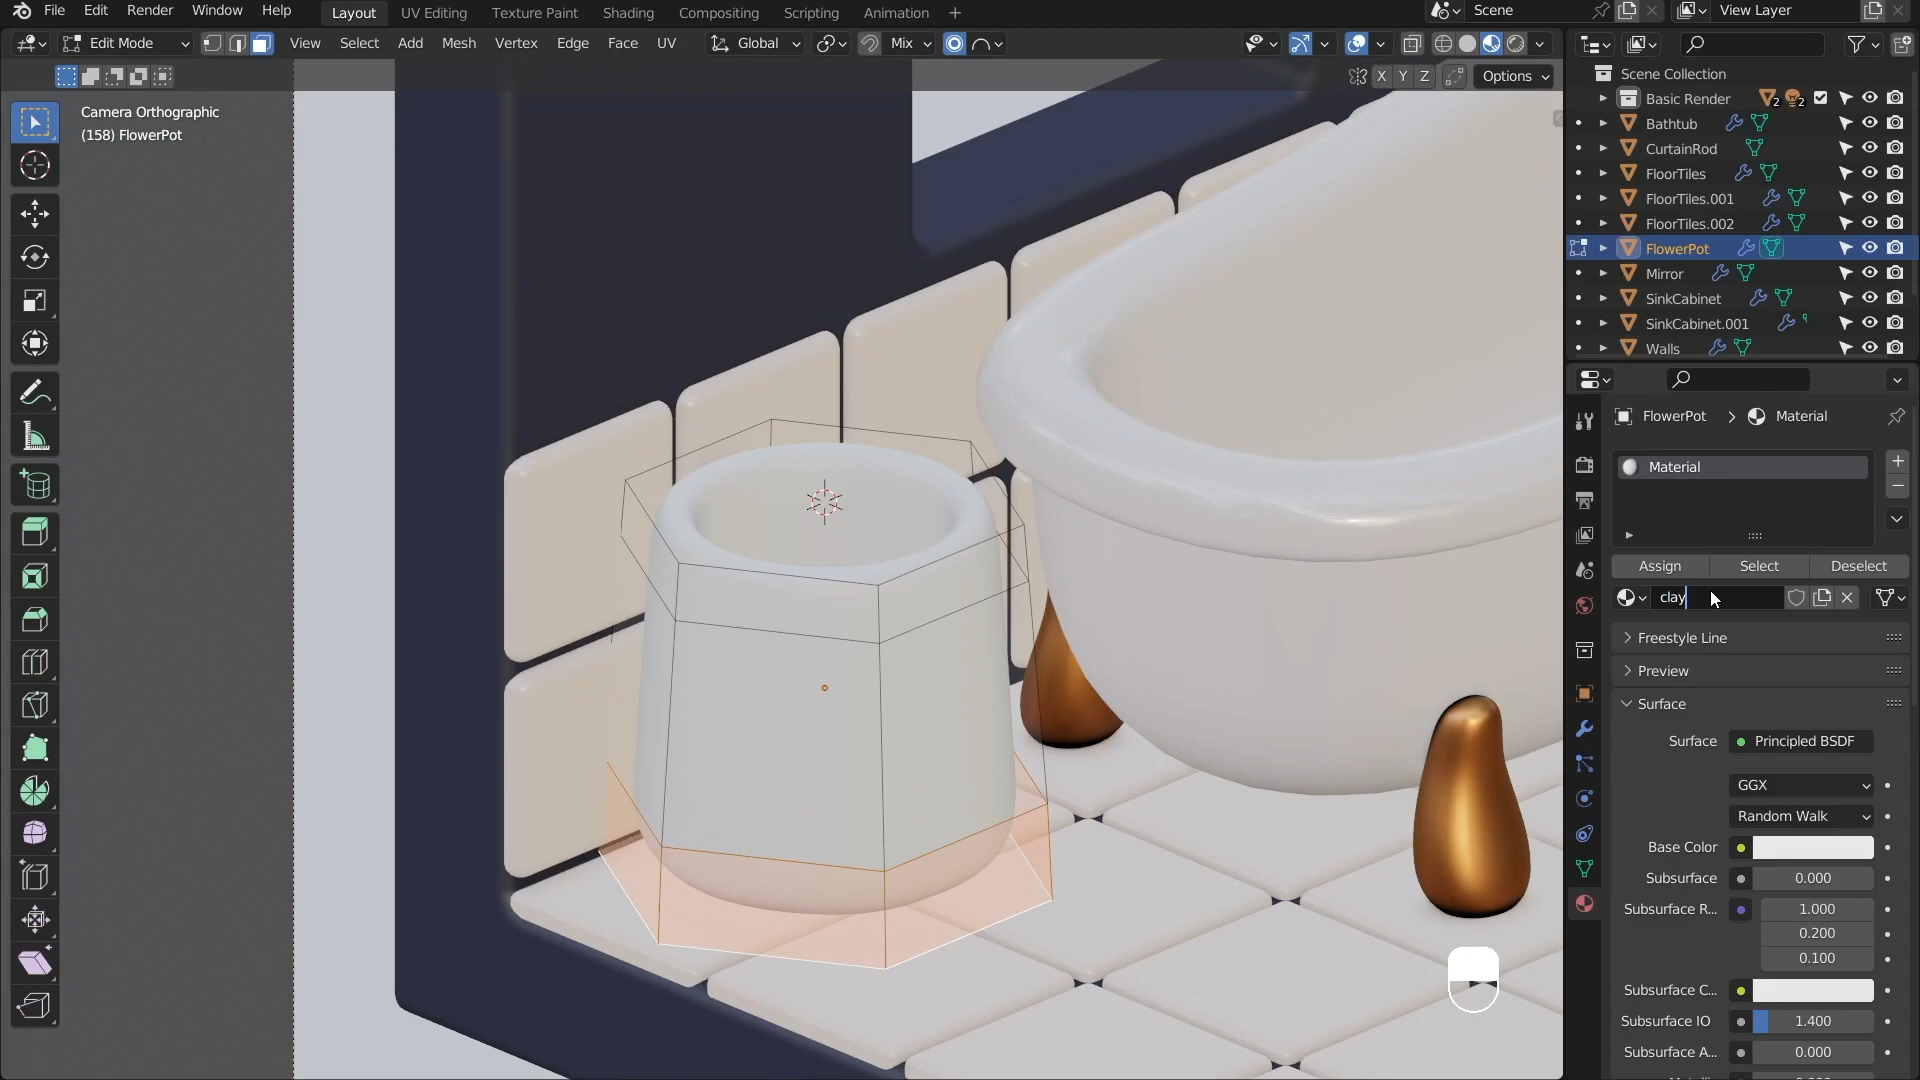 File Edit Render Window Help Layout UV Editing Texture Paint Shading Compositing Scripting Animation + Scene View Layer
Edit Mode View Select Add Mesh Vertex Edge Face UV Global Mix
X Y Z Options
Camera Orthographic
(158) FlowerPot
Scene Collection
Basic Render 2 2
Bathtub
CurtainRod
FloorTiles
FloorTiles.001
FloorTiles.002
FlowerPot
Mirror
SinkCabinet
SinkCabinet.001
Walls
FlowerPot > Material
Material
Assign Select Deselect
clay
Freestyle Line
Preview
Surface
Surface Principled BSDF
GGX
Random Walk
Base Color
Subsurface 0.000
Subsurface R... 1.000
0.200
0.100
Subsurface C...
Subsurface IO 1.400
Subsurface A... 0.000